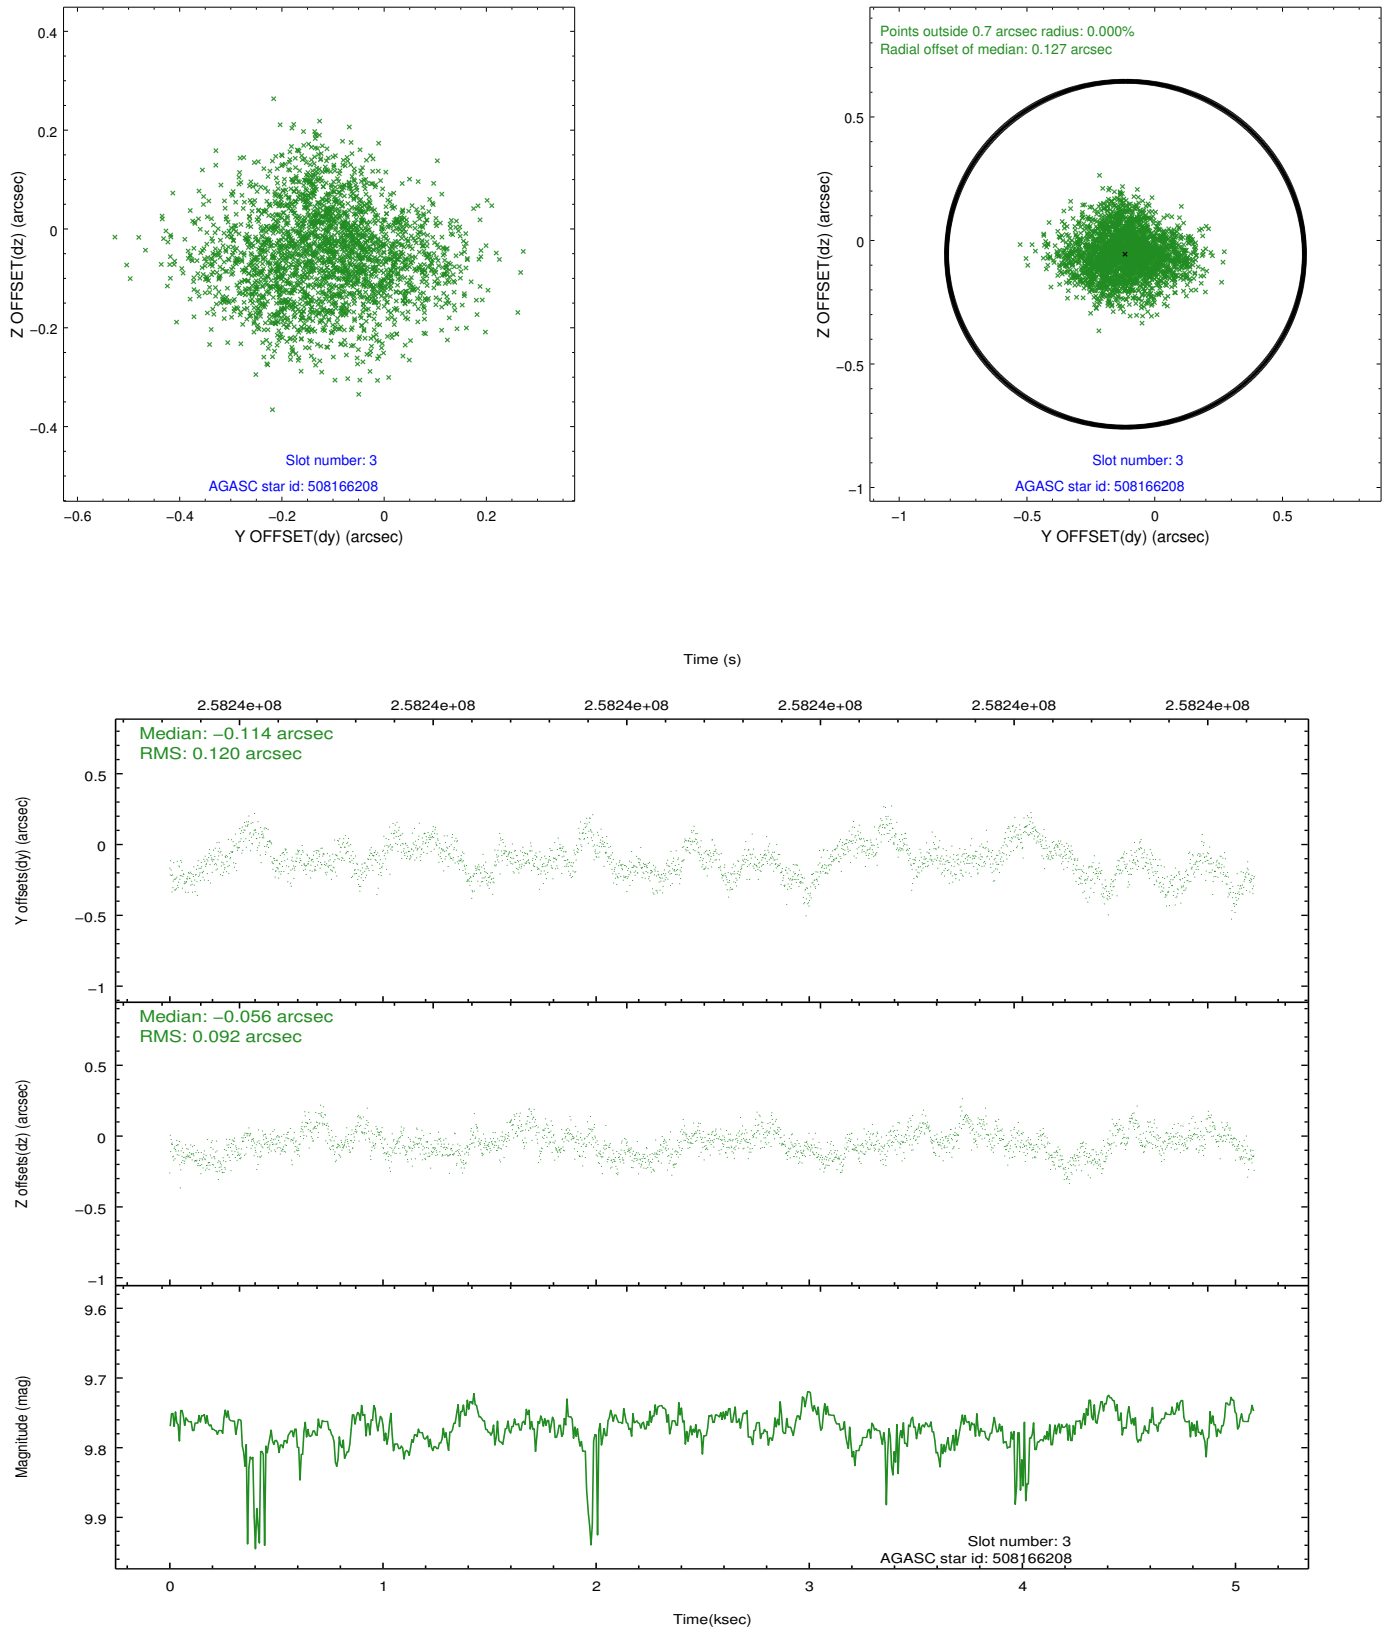 0.4
0.2
0
−0.2
−0.4
Z OFFSET(dz) (arcsec)
Slot number: 3
AGASC star id: 508166208
−0.6 −0.4 −0.2 0 0.2
Y OFFSET(dy) (arcsec)
Points outside 0.7 arcsec radius: 0.000%
Radial offset of median: 0.127 arcsec
0.5
0
−0.5
−1
Z OFFSET(dz) (arcsec)
Slot number: 3
AGASC star id: 508166208
−1 −0.5 0 0.5
Y OFFSET(dy) (arcsec)
Time (s)
2.5824e+08 2.5824e+08 2.5824e+08 2.5824e+08 2.5824e+08 2.5824e+08
Median: −0.114 arcsec
RMS: 0.120 arcsec
0.5
0
−0.5
−1
Y offsets(dy) (arcsec)
Median: −0.056 arcsec
RMS: 0.092 arcsec
0.5
0
−0.5
−1
Z offsets(dz) (arcsec)
9.6
9.7
9.8
9.9
Magnitude (mag)
Slot number: 3
AGASC star id: 508166208
0 1 2 3 4 5
Time(ksec)